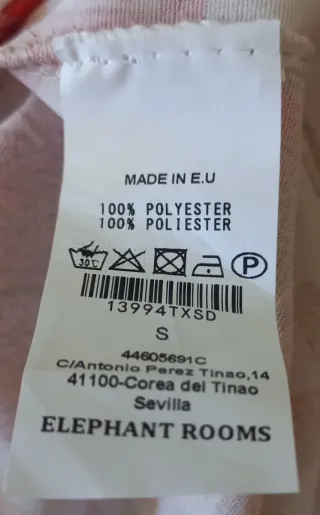 MADE IN E.U
100% POLYESTER
100% POLIESTER
30℃
P
13994TXSD
S
44605691C
C/Antonio Perez Tinao,14
41100-Corea del Tinao
Sevilla
ELEPHANT ROOMS